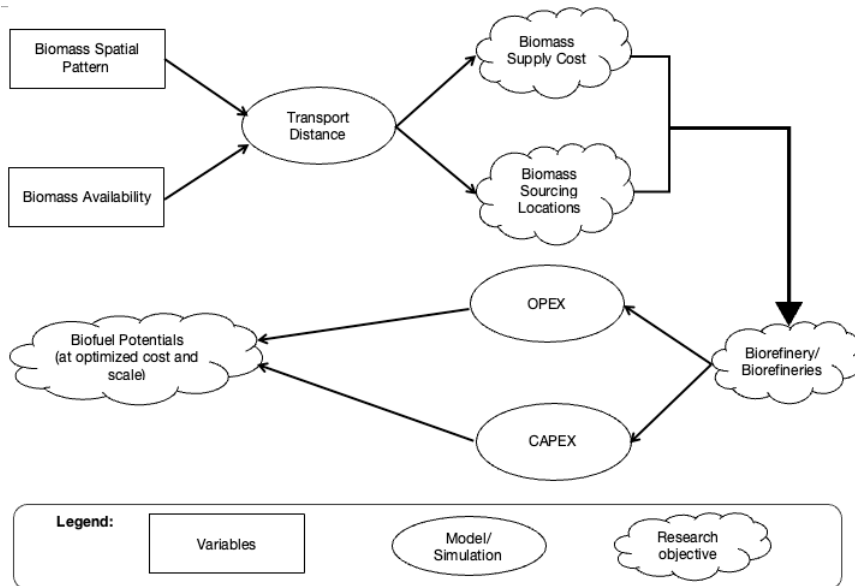 Biomass Spatial
Pattern
Biomass Availability
Transport
Distance
Biomass
Supply Cost
Biomass
Sourcing
Locations
OPEX
Biofuel Potentials
(at optimized cost and
scale)
Biorefinery/
Biorefineries
CAPEX
Legend:
Variables
Model/
Simulation
Research
objective